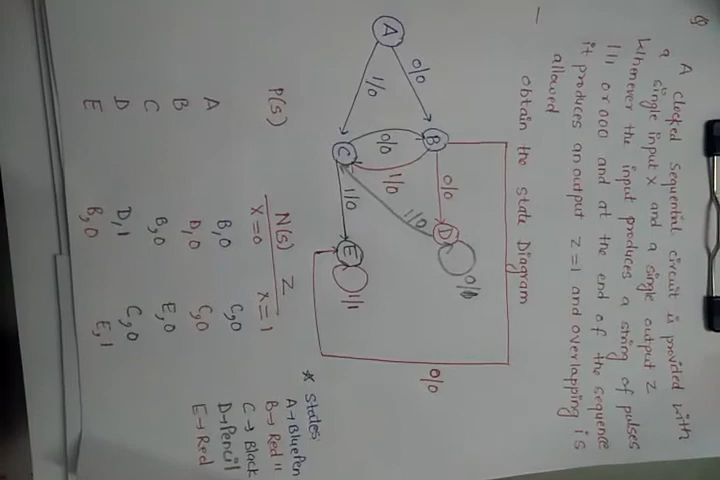 Q
A clocked sequential circuit is provided with
a single input X and a single output Z
Whenever the input produces a string of pulses
111 or 000 and at the end of the sequence
it produces an output Z=1 and overlapping is
allowed
obtain the state Diagram
A
0/0
1/0
B
0/0
D
0/0
C
0/0
1/0
1/0
1/0
E
1/1
0/0
P(s) N(s) Z
X=0 X=1
A B,0 C,0
B D,0 C,0
C B,0 E,0
D D,1 C,0
E B,0 E,1
* States
A→Bluepen
B→Red "
C→Black
D→Pencil
E→Red